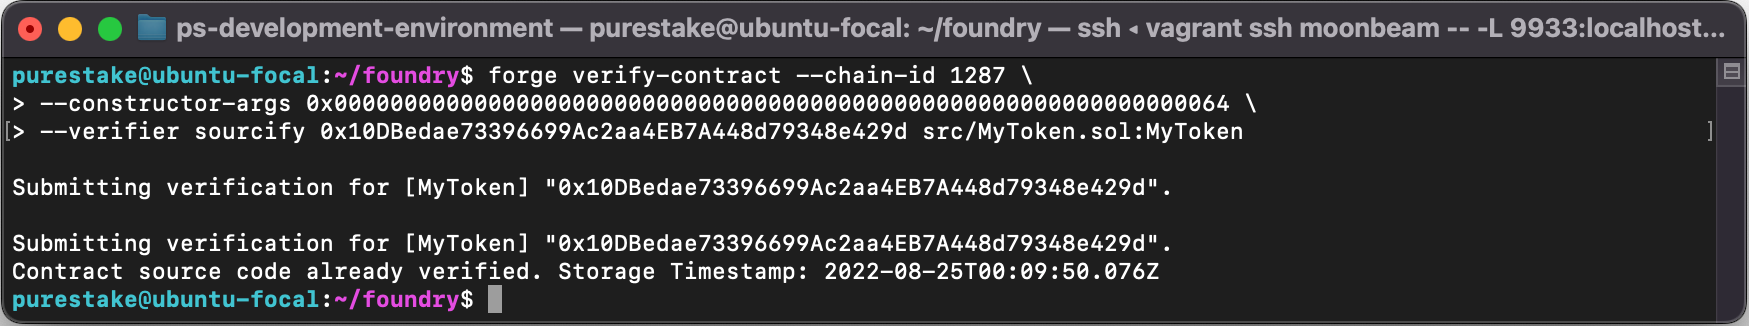 ps-development-environment — purestake@ubuntu-focal: ~/foundry — ssh ◂ vagrant ssh moonbeam -- -L 9933:localhost...
purestake@ubuntu-focal:~/foundry$ forge verify-contract --chain-id 1287 \
> --constructor-args 0x0000000000000000000000000000000000000000000000000000000000000064 \
[> --verifier sourcify 0x10DBedae73396699Ac2aa4EB7A448d79348e429d src/MyToken.sol:MyToken ]
Submitting verification for [MyToken] "0x10DBedae73396699Ac2aa4EB7A448d79348e429d".
Submitting verification for [MyToken] "0x10DBedae73396699Ac2aa4EB7A448d79348e429d".
Contract source code already verified. Storage Timestamp: 2022-08-25T00:09:50.076Z
purestake@ubuntu-focal:~/foundry$